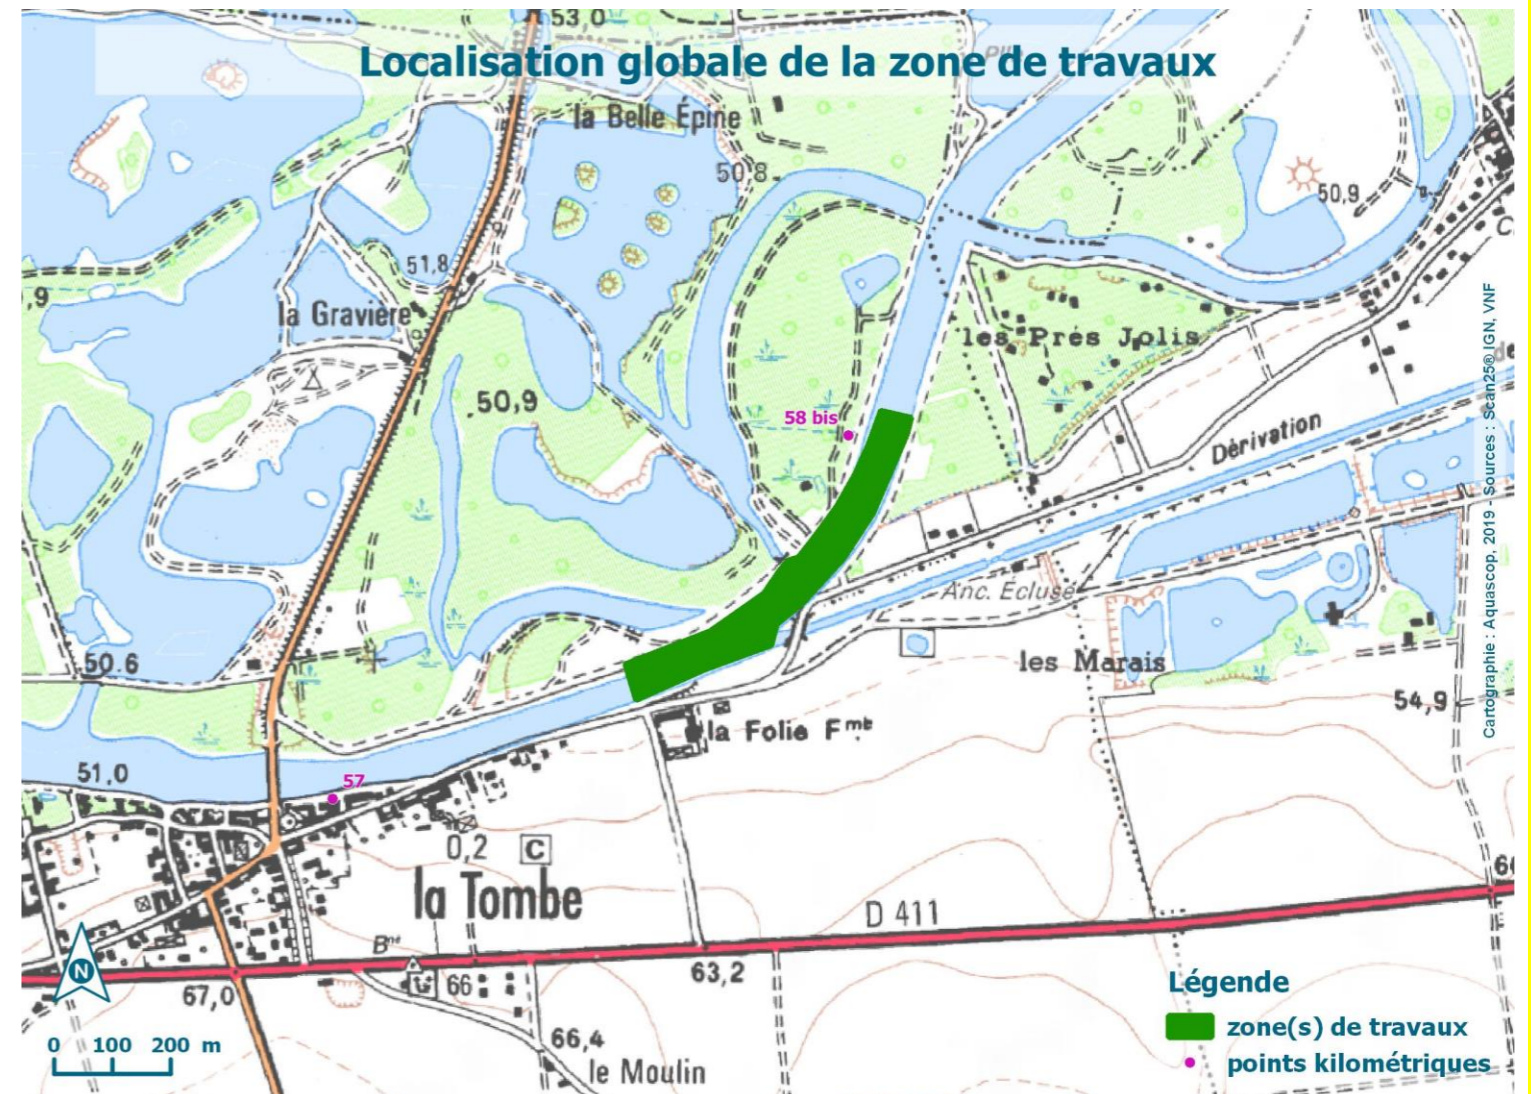 53,0
Localisation globale de la zone de travaux
la Belle Épine
50 8
50,9
51,8
,9
la Gravière
les Prés Jolis
50,9
58 bis
Dérivation
Anc. Écluse
50.6
les Marais
54,9
la Folie Fme
51,0
57
0,2
C
la Tombe
D 411
Bne
63,2
66
67,0
66,4
le Moulin
N
0 100 200 m
Légende
zone(s) de travaux
points kilométriques
Cartographie : Aquascop, 2019 - Sources : Scan25® IGN, VNF